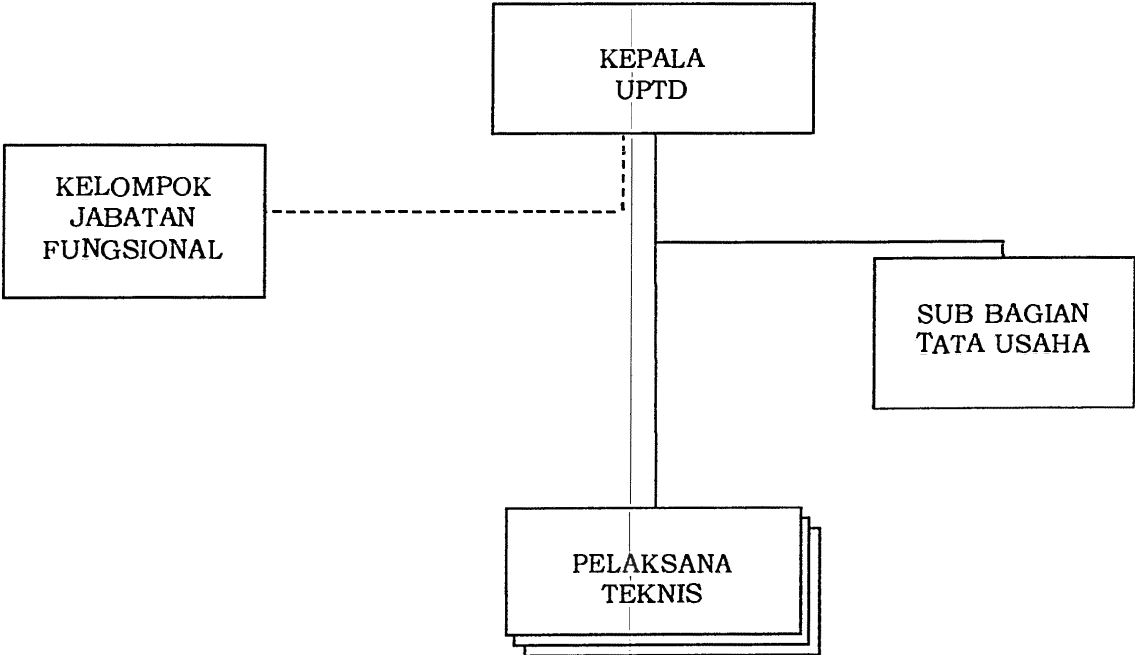 KEPALA
UPTD
KELOMPOK
JABATAN
FUNGSIONAL
SUB BAGIAN
TATA USAHA
PELAKSANA
TEKNIS